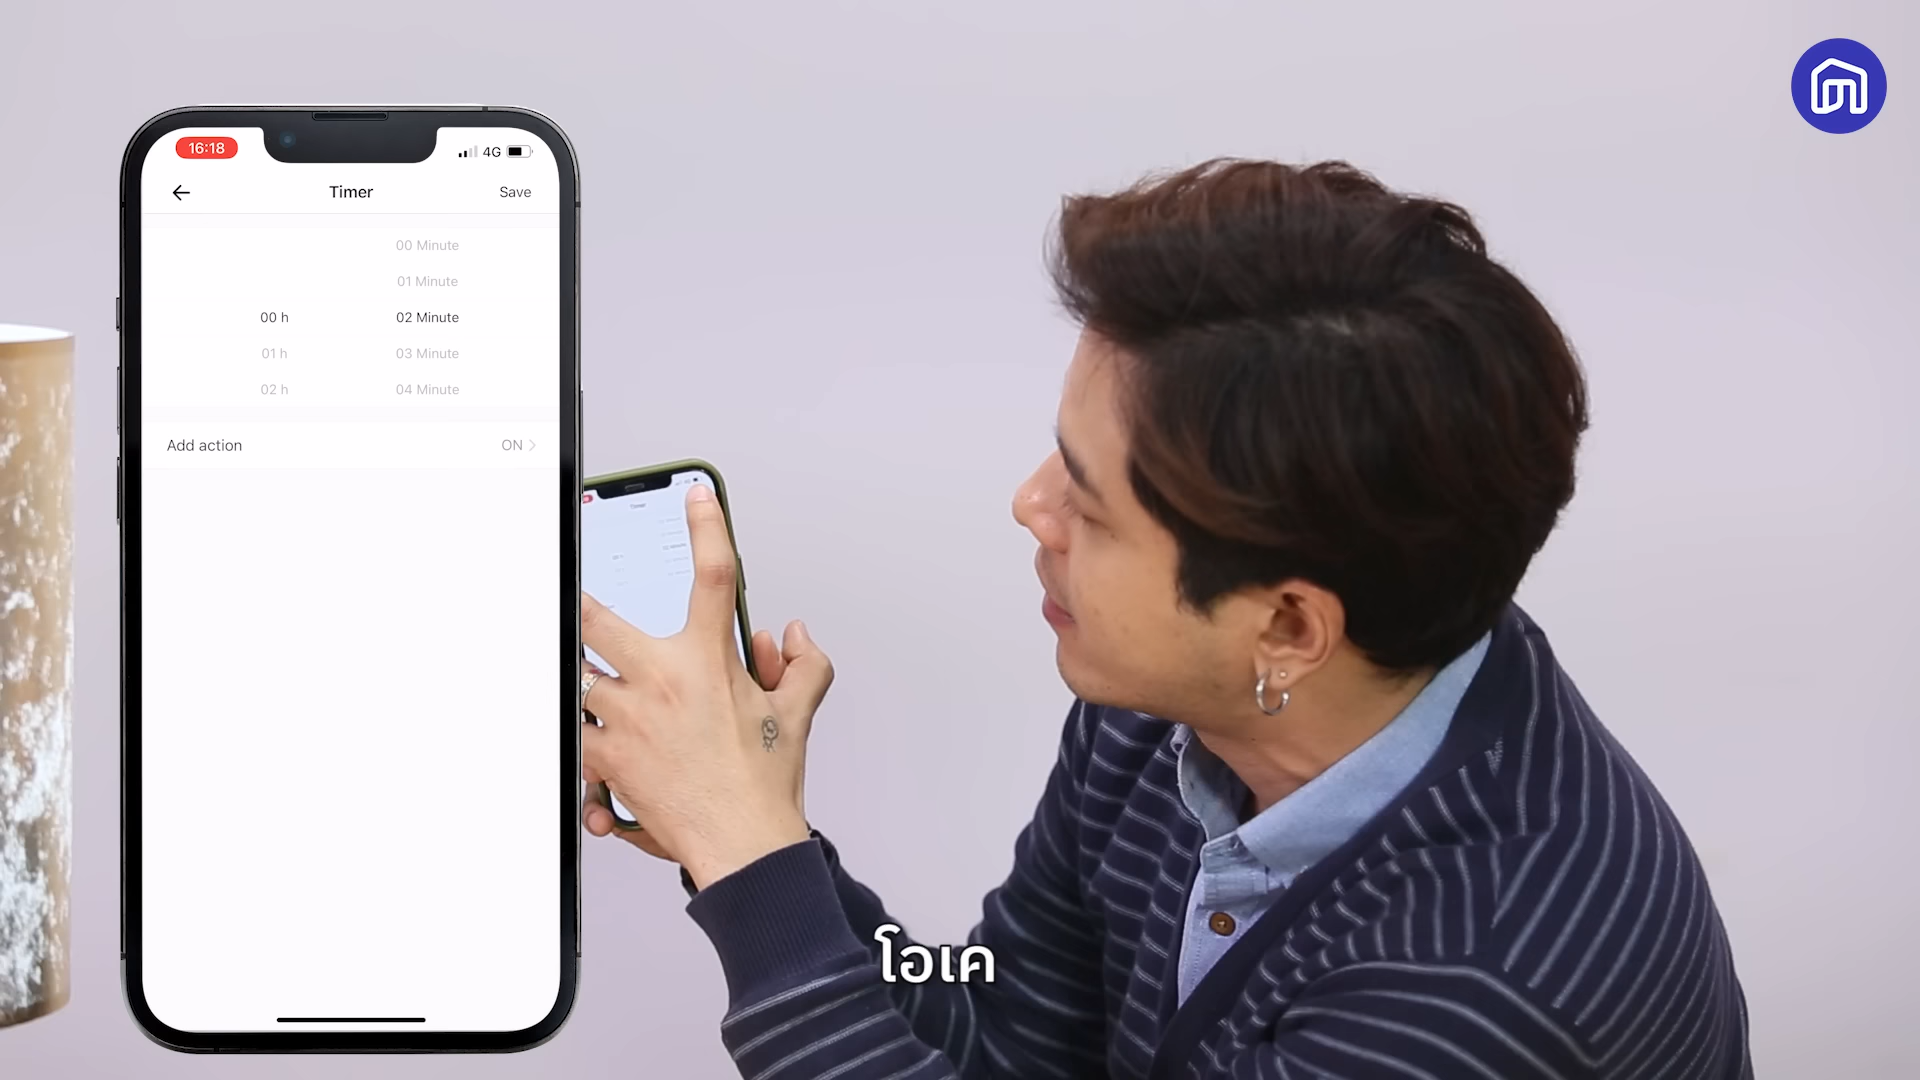 16:18
4G
Timer
Save
00 Minute
01 Minute
00 h
02 Minute
01 h
03 Minute
02 h
04 Minute
Add action
ON
โอเค